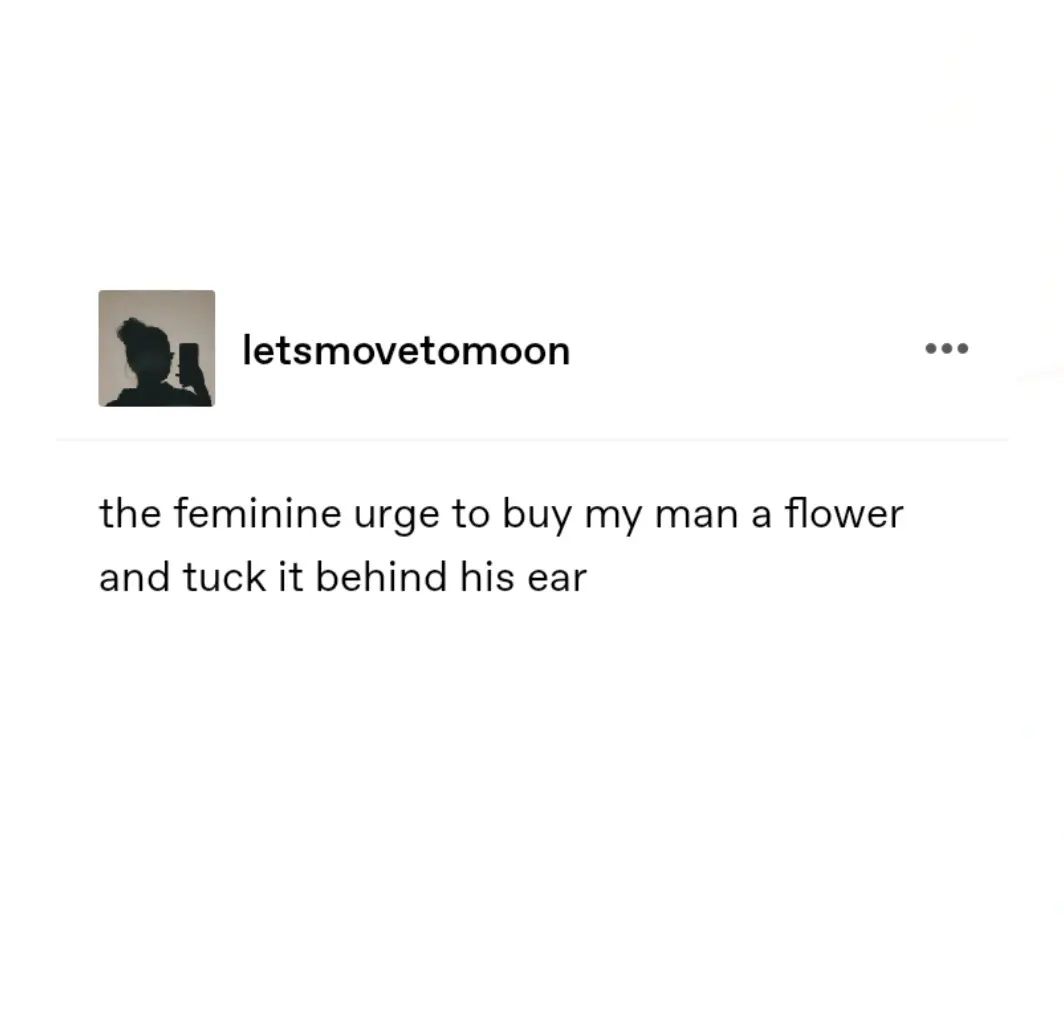 letsmovetomoon
the feminine urge to buy my man a flower
and tuck it behind his ear